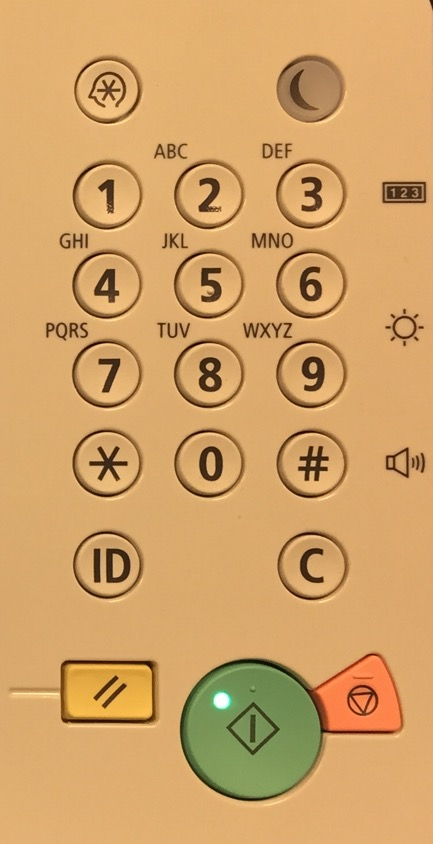 ABC DEF
1 2 3
123
GHI JKL MNO
4 5 6
PQRS TUV WXYZ
7 8 9
* 0 #
ID C